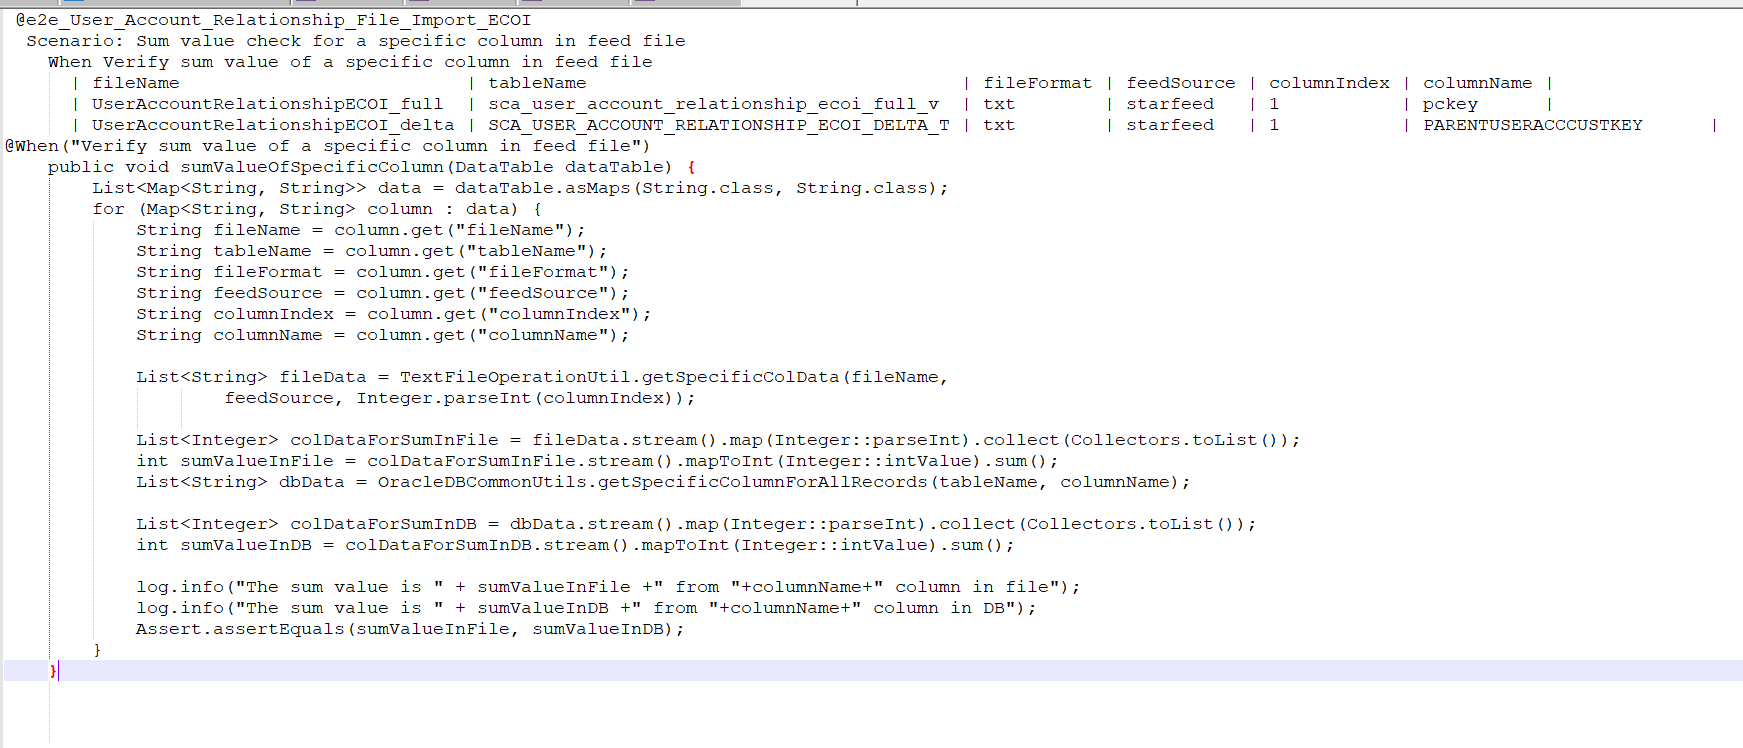 @e2e_User_Account_Relationship_File_Import_ECOI
Scenario: Sum value check for a specific column in feed file
When Verify sum value of a specific column in feed file
| fileName | tableName | fileFormat | feedSource | columnIndex | columnName |
| UserAccountRelationshipECOI_full | sca_user_account_relationship_ecoi_full_v | txt | starfeed | 1 | pckey |
| UserAccountRelationshipECOI_delta | SCA_USER_ACCOUNT_RELATIONSHIP_ECOI_DELTA_T | txt | starfeed | 1 | PARENTUSERACCCUSTKEY |
@When("Verify sum value of a specific column in feed file")
public void sumValueOfSpecificColumn(DataTable dataTable) {
List<Map<String, String>> data = dataTable.asMaps(String.class, String.class);
for (Map<String, String> column : data) {
String fileName = column.get("fileName");
String tableName = column.get("tableName");
String fileFormat = column.get("fileFormat");
String feedSource = column.get("feedSource");
String columnIndex = column.get("columnIndex");
String columnName = column.get("columnName");
List<String> fileData = TextFileOperationUtil.getSpecificColData(fileName,
feedSource, Integer.parseInt(columnIndex));
List<Integer> colDataForSumInFile = fileData.stream().map(Integer::parseInt).collect(Collectors.toList());
int sumValueInFile = colDataForSumInFile.stream().mapToInt(Integer::intValue).sum();
List<String> dbData = OracleDBCommonUtils.getSpecificColumnForAllRecords(tableName, columnName);
List<Integer> colDataForSumInDB = dbData.stream().map(Integer::parseInt).collect(Collectors.toList());
int sumValueInDB = colDataForSumInDB.stream().mapToInt(Integer::intValue).sum();
log.info("The sum value is " + sumValueInFile +" from "+columnName+" column in file");
log.info("The sum value is " + sumValueInDB +" from "+columnName+" column in DB");
Assert.assertEquals(sumValueInFile, sumValueInDB);
}
}